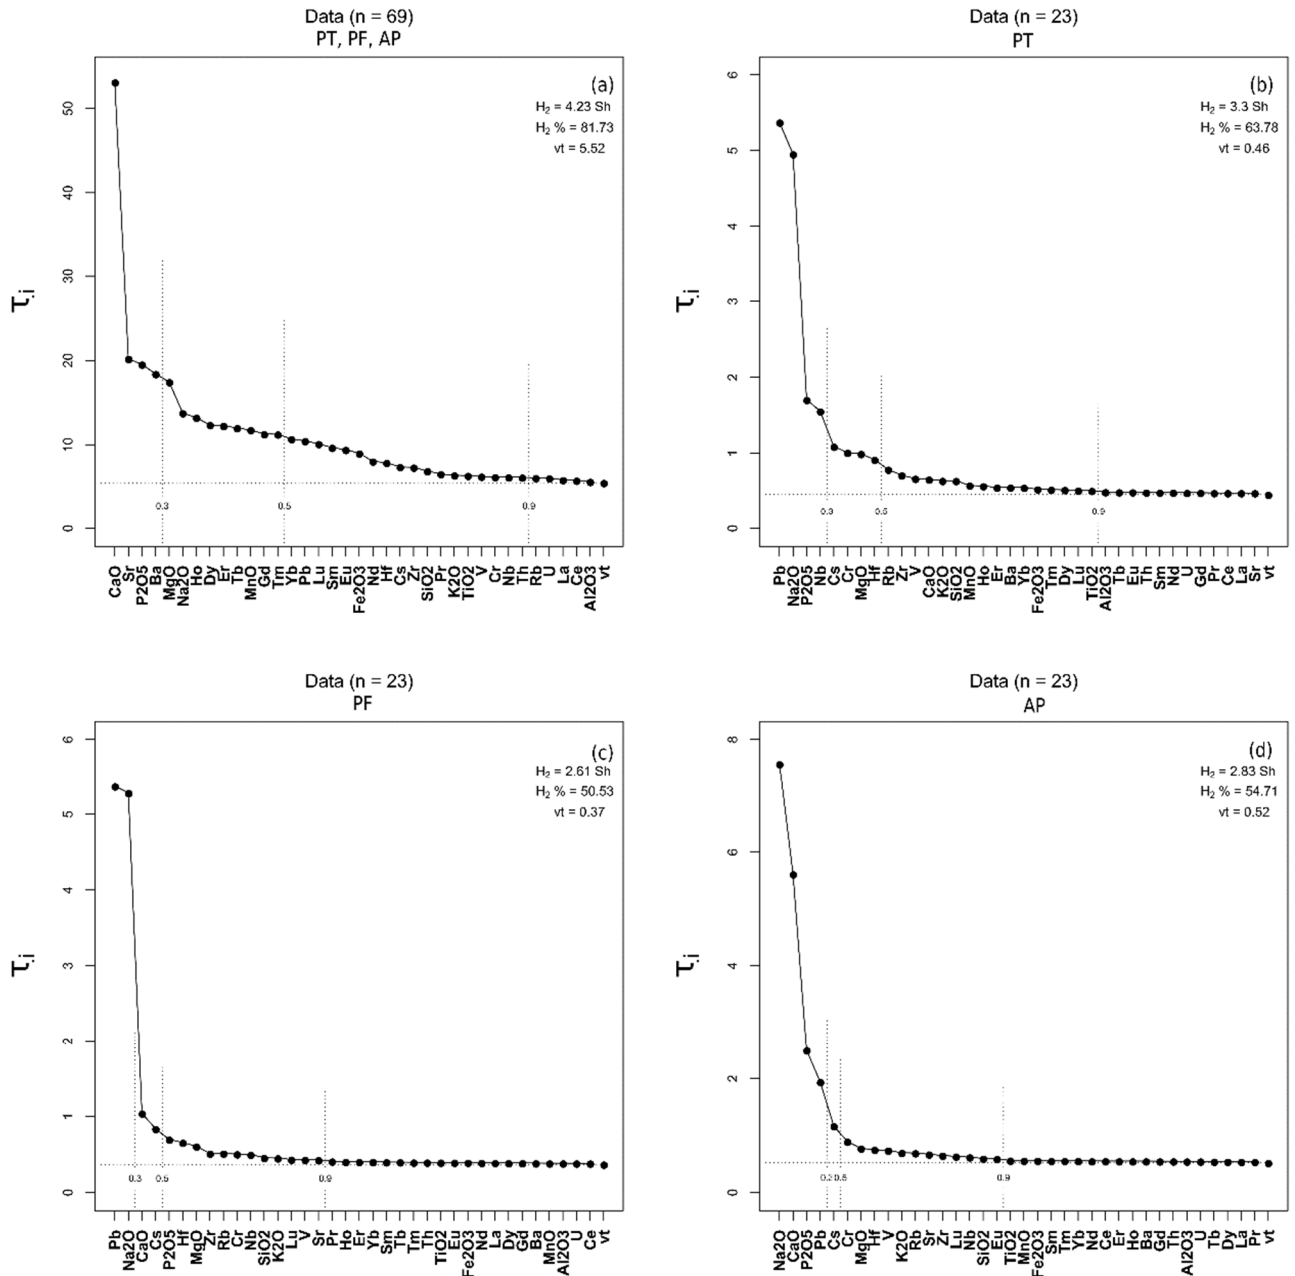 Data (n = 69)
PT, PF, AP
(a)
H2 = 4.23 Sh
H2 % = 81.73
vt = 5.52
τ.i
50
40
30
20
10
0
0.3 0.5 0.9
CaO Sr P2O5 Ba MgO Na2O Ho Dy Er Tb MnO Gd Tm Yb Pb Lu Sm Eu Fe2O3 Nd Hf Cs Zr SiO2 Pr K2O TiO2 V Cr Nb Th Rb U La Ce Al2O3 vt
Data (n = 23)
PT
(b)
H2 = 3.3 Sh
H2 % = 63.78
vt = 0.46
τ.i
6
5
4
3
2
1
0
0.3 0.5 0.9
Pb Na2O P2O5 Nb Cs Cr MgO Hf Rb Zr V CaO K2O SiO2 MnO Ho Er Ba Yb Fe2O3 Tm Dy Lu TiO2 Al2O3 Tb Eu Th Sm Nd U Gd Pr Ce La Sr vt
Data (n = 23)
PF
(c)
H2 = 2.61 Sh
H2 % = 50.53
vt = 0.37
τ.i
6
5
4
3
2
1
0
0.3 0.5 0.9
Pb Na2O CaO Cs P2O5 Hf MgO Zr Rb Cr Nb SiO2 K2O Lu V Sr Pr Ho Er Yb Sm Tb Tm Th TiO2 Eu Fe2O3 Nd La Dy Gd Ba MnO Al2O3 U Ce vt
Data (n = 23)
AP
(d)
H2 = 2.83 Sh
H2 % = 54.71
vt = 0.52
τ.i
8
6
4
2
0
0.3 0.5 0.9
Na2O CaO P2O5 Pb Cs Cr MgO Hf V K2O Rb Sr Zr Lu Nb SiO2 Eu TiO2 MnO Fe2O3 Sm Tm Yb Nd Ce Er Ho Ba Gd Th Al2O3 U Tb Dy La Pr vt